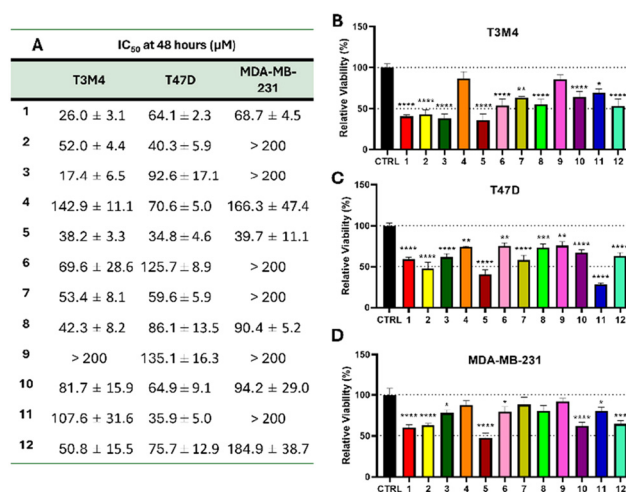 A
IC50 at 48 hours (µM)
T3M4 T47D MDA-MB-
231
1 26.0 ± 3.1 64.1 ± 2.3 68.7 ± 4.5
2 52.0 ± 4.4 40.3 ± 5.9 > 200
3 17.4 ± 6.5 92.6 ± 17.1 > 200
4 142.9 ± 11.1 70.6 ± 5.0 166.3 ± 47.4
5 38.2 ± 3.3 34.8 ± 4.6 39.7 ± 11.1
6 69.6 ± 28.6 125.7 ± 8.9 > 200
7 53.4 ± 8.1 59.6 ± 5.9 > 200
8 42.3 ± 8.2 86.1 ± 13.5 90.4 ± 5.2
9 > 200 135.1 ± 16.3 > 200
10 81.7 ± 15.9 64.9 ± 9.1 94.2 ± 29.0
11 107.6 ± 31.6 35.9 ± 5.0 > 200
12 50.8 ± 15.5 75.7 ± 12.9 184.9 ± 38.7
B
T3M4
Relative Viability (%)
150
100
50
0
**** **** **** **** **** ** **** **** * ****
CTRL 1 2 3 4 5 6 7 8 9 10 11 12
C
T47D
Relative Viability (%)
150
100
50
0
**** **** **** ** **** ** **** *** ** **** **** ****
CTRL 1 2 3 4 5 6 7 8 9 10 11 12
D
MDA-MB-231
Relative Viability (%)
150
100
50
0
**** **** * **** * **** * ***
CTRL 1 2 3 4 5 6 7 8 9 10 11 12